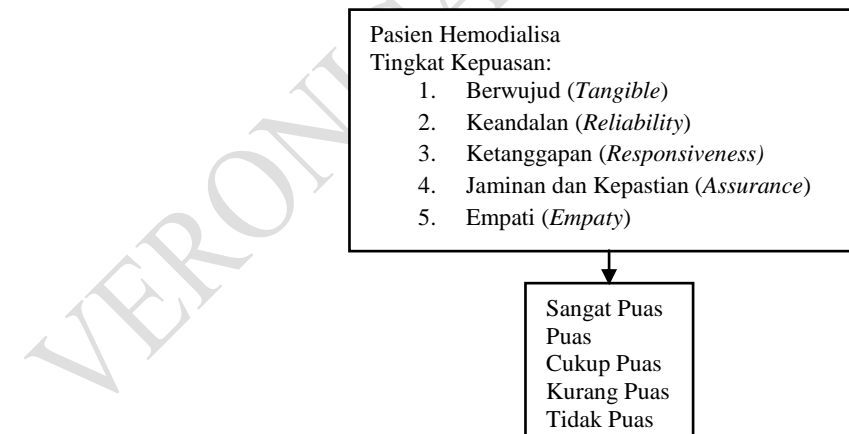 Pasien Hemodialisa
Tingkat Kepuasan:
1. Berwujud (Tangible)
2. Keandalan (Reliability)
3. Ketanggapan (Responsiveness)
4. Jaminan dan Kepastian (Assurance)
5. Empati (Empaty)
Sangat Puas
Puas
Cukup Puas
Kurang Puas
Tidak Puas